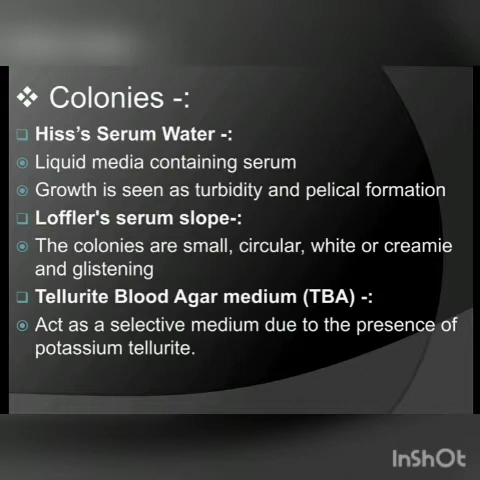 ❖ Colonies -:
Hiss's Serum Water -:
Liquid media containing serum
Growth is seen as turbidity and pelical formation
Loffler's serum slope-:
The colonies are small, circular, white or creamie
and glistening
Tellurite Blood Agar medium (TBA) -:
Act as a selective medium due to the presence of
potassium tellurite.
InShOt